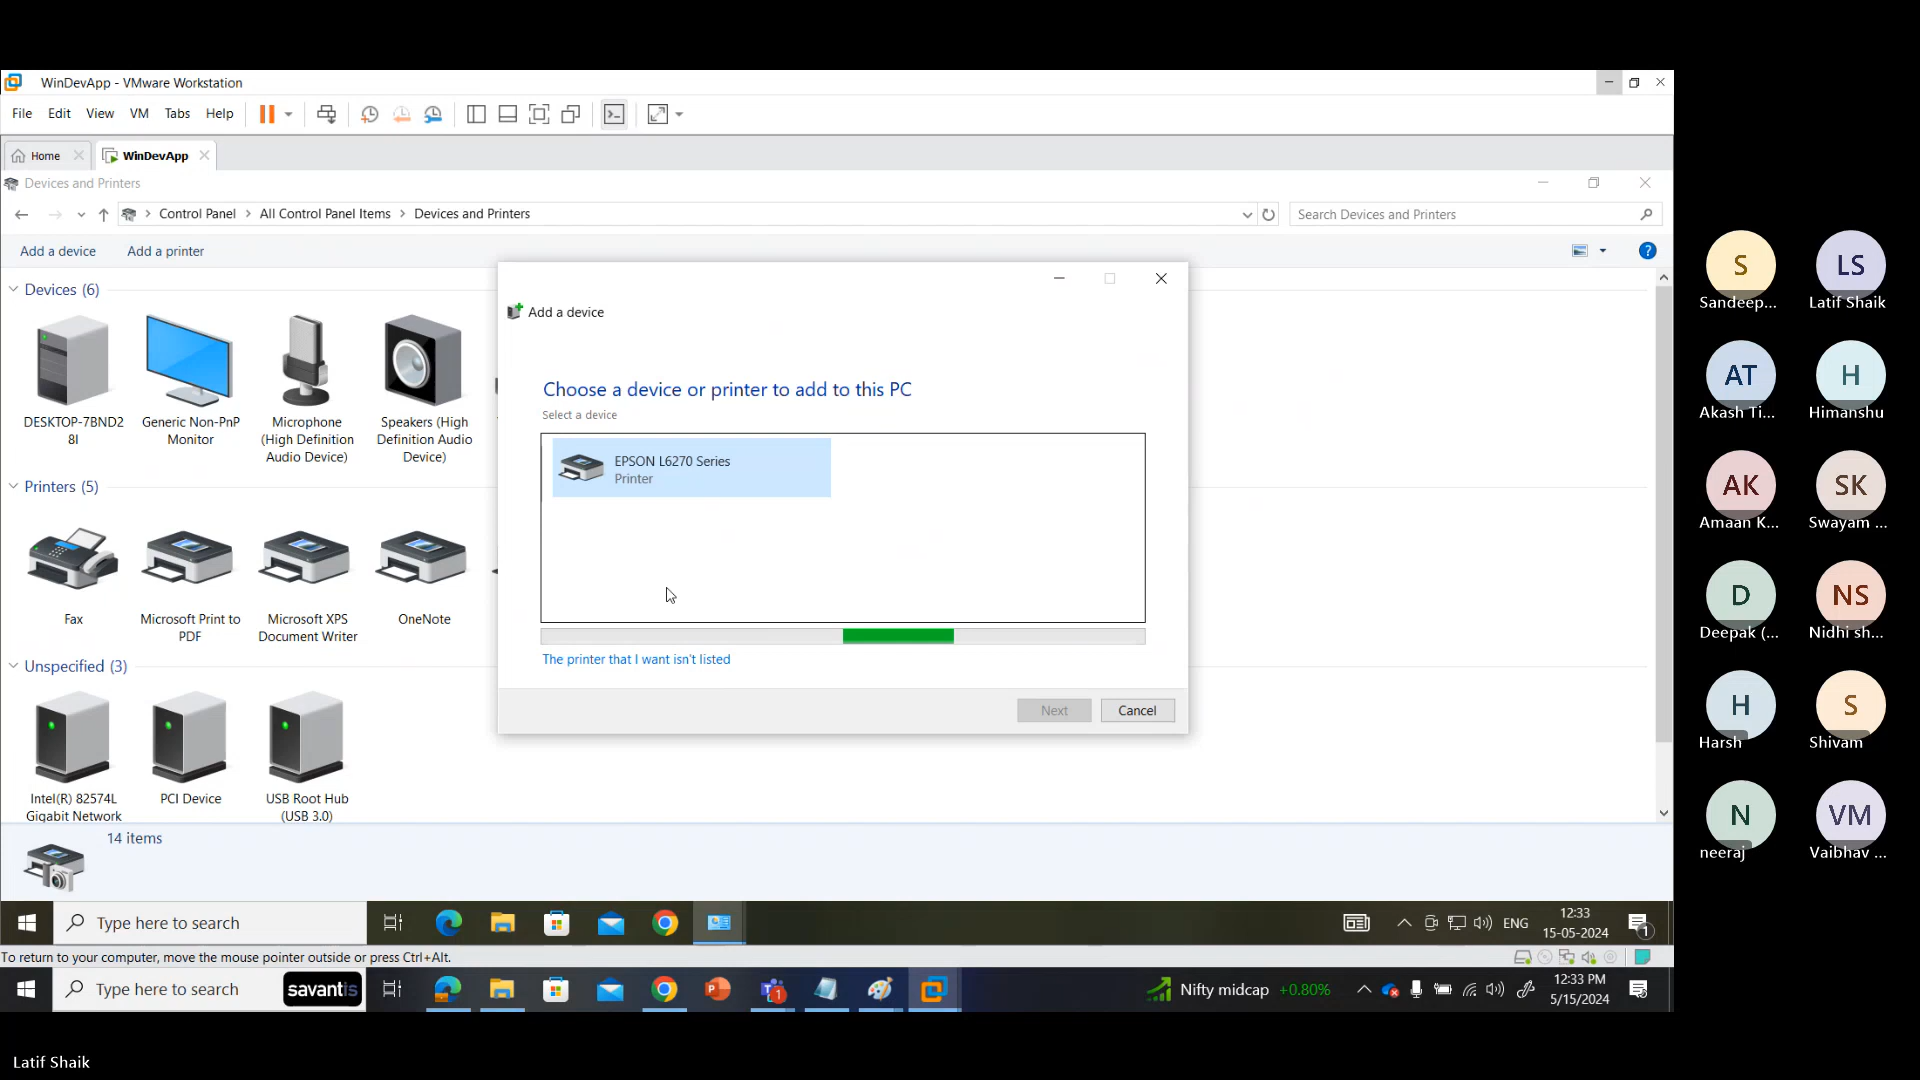 WinDevApp - VMware Workstation
File Edit View VM Tabs Help
Home
WinDevApp
Devices and Printers
Control Panel > All Control Panel Items > Devices and Printers
Search Devices and Printers
Add a device
Add a printer
Devices (6)
DESKTOP-7BND2
8I
Generic Non-PnP
Monitor
Microphone
(High Definition
Audio Device)
Speakers (High
Definition Audio
Device)
Printers (5)
Fax
Microsoft Print to
PDF
Microsoft XPS
Document Writer
OneNote
Unspecified (3)
Intel(R) 82574L
Gigabit Network
PCI Device
USB Root Hub
(USB 3.0)
14 items
Add a device
Choose a device or printer to add to this PC
Select a device
EPSON L6270 Series
Printer
The printer that I want isn't listed
Next
Cancel
Type here to search
ENG
12:33
15-05-2024
1
To return to your computer, move the mouse pointer outside or press Ctrl+Alt.
Type here to search
savantis
1
Nifty midcap +0.80%
12:33 PM
5/15/2024
S
Sandeep...
LS
Latif Shaik
AT
Akash Ti...
H
Himanshu
AK
Amaan K...
SK
Swayam ...
D
Deepak (...
NS
Nidhi sh...
H
Harsh
S
Shivam
N
neeraj
VM
Vaibhav ...
Latif Shaik